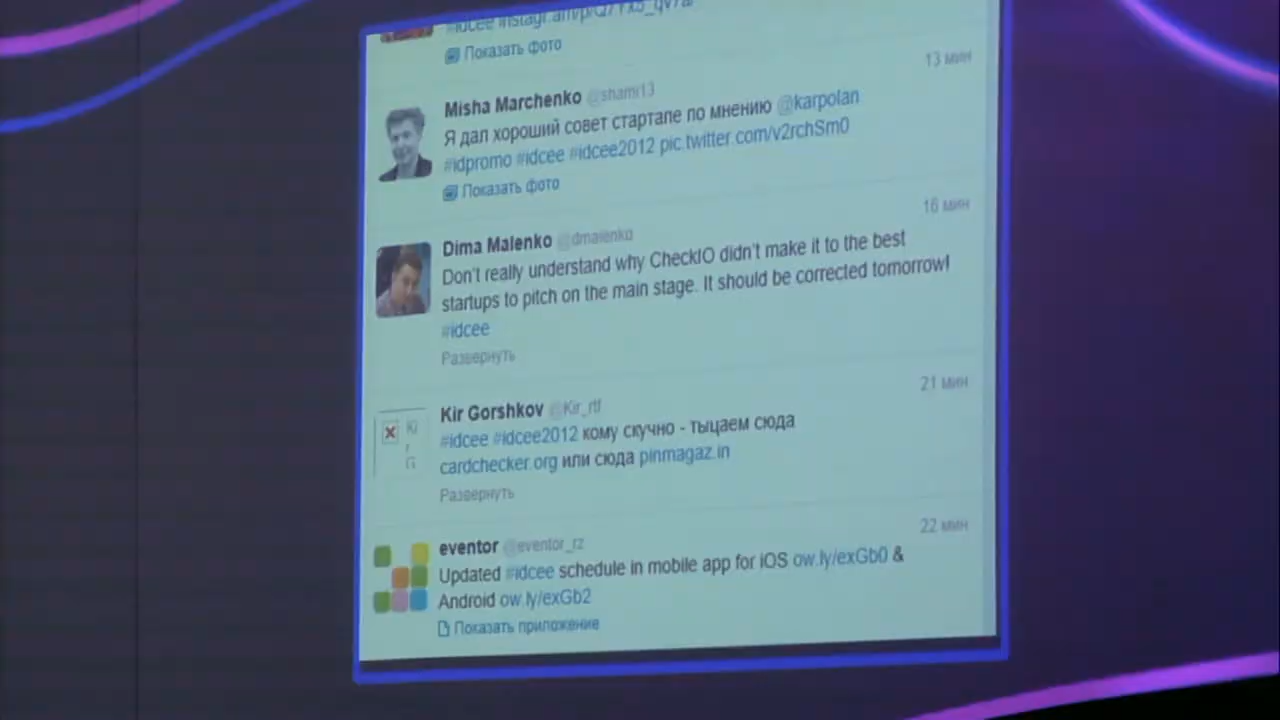 #idcee
Показать фото
13 мин
Misha Marchenko @shamr13
Я дал хороший совет стартапе по мнению @karpolan
#idpromo #idcee #idcee2012 pic.twitter.com/v2rchSm0
Показать фото
16 мин
Dima Malenko @dmalenko
Don't really understand why CheckIO didn't make it to the best
startups to pitch on the main stage. It should be corrected tomorrow!
#idcee
Развернуть
21 мин
Kir Gorshkov @Kir_rtf
#idcee #idcee2012 кому скучно - тыцаем сюда
cardchecker.org или сюда pinmagaz.in
Развернуть
22 мин
eventor @eventor_rz
Updated #idcee schedule in mobile app for iOS ow.ly/exGb0 &
Android ow.ly/exGb2
Показать приложение